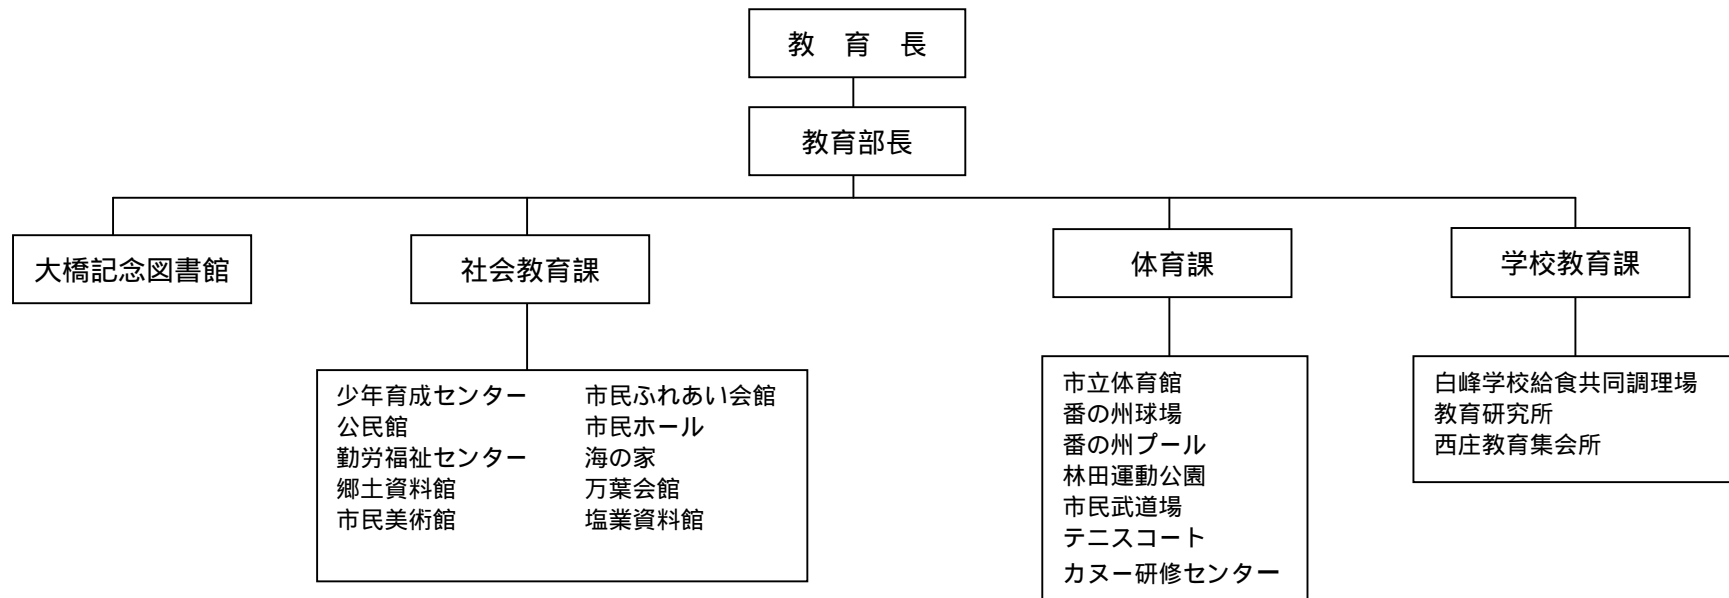 教　育　長
教育部長
大橋記念図書館
社会教育課
体育課
学校教育課
少年育成センター
公民館
勤労福祉センター
郷土資料館
市民美術館
市民ふれあい会館
市民ホール
海の家
万葉会館
塩業資料館
市立体育館
番の州球場
番の州プール
林田運動公園
市民武道場
テニスコート
カヌー研修センター
白峰学校給食共同調理場
教育研究所
西庄教育集会所